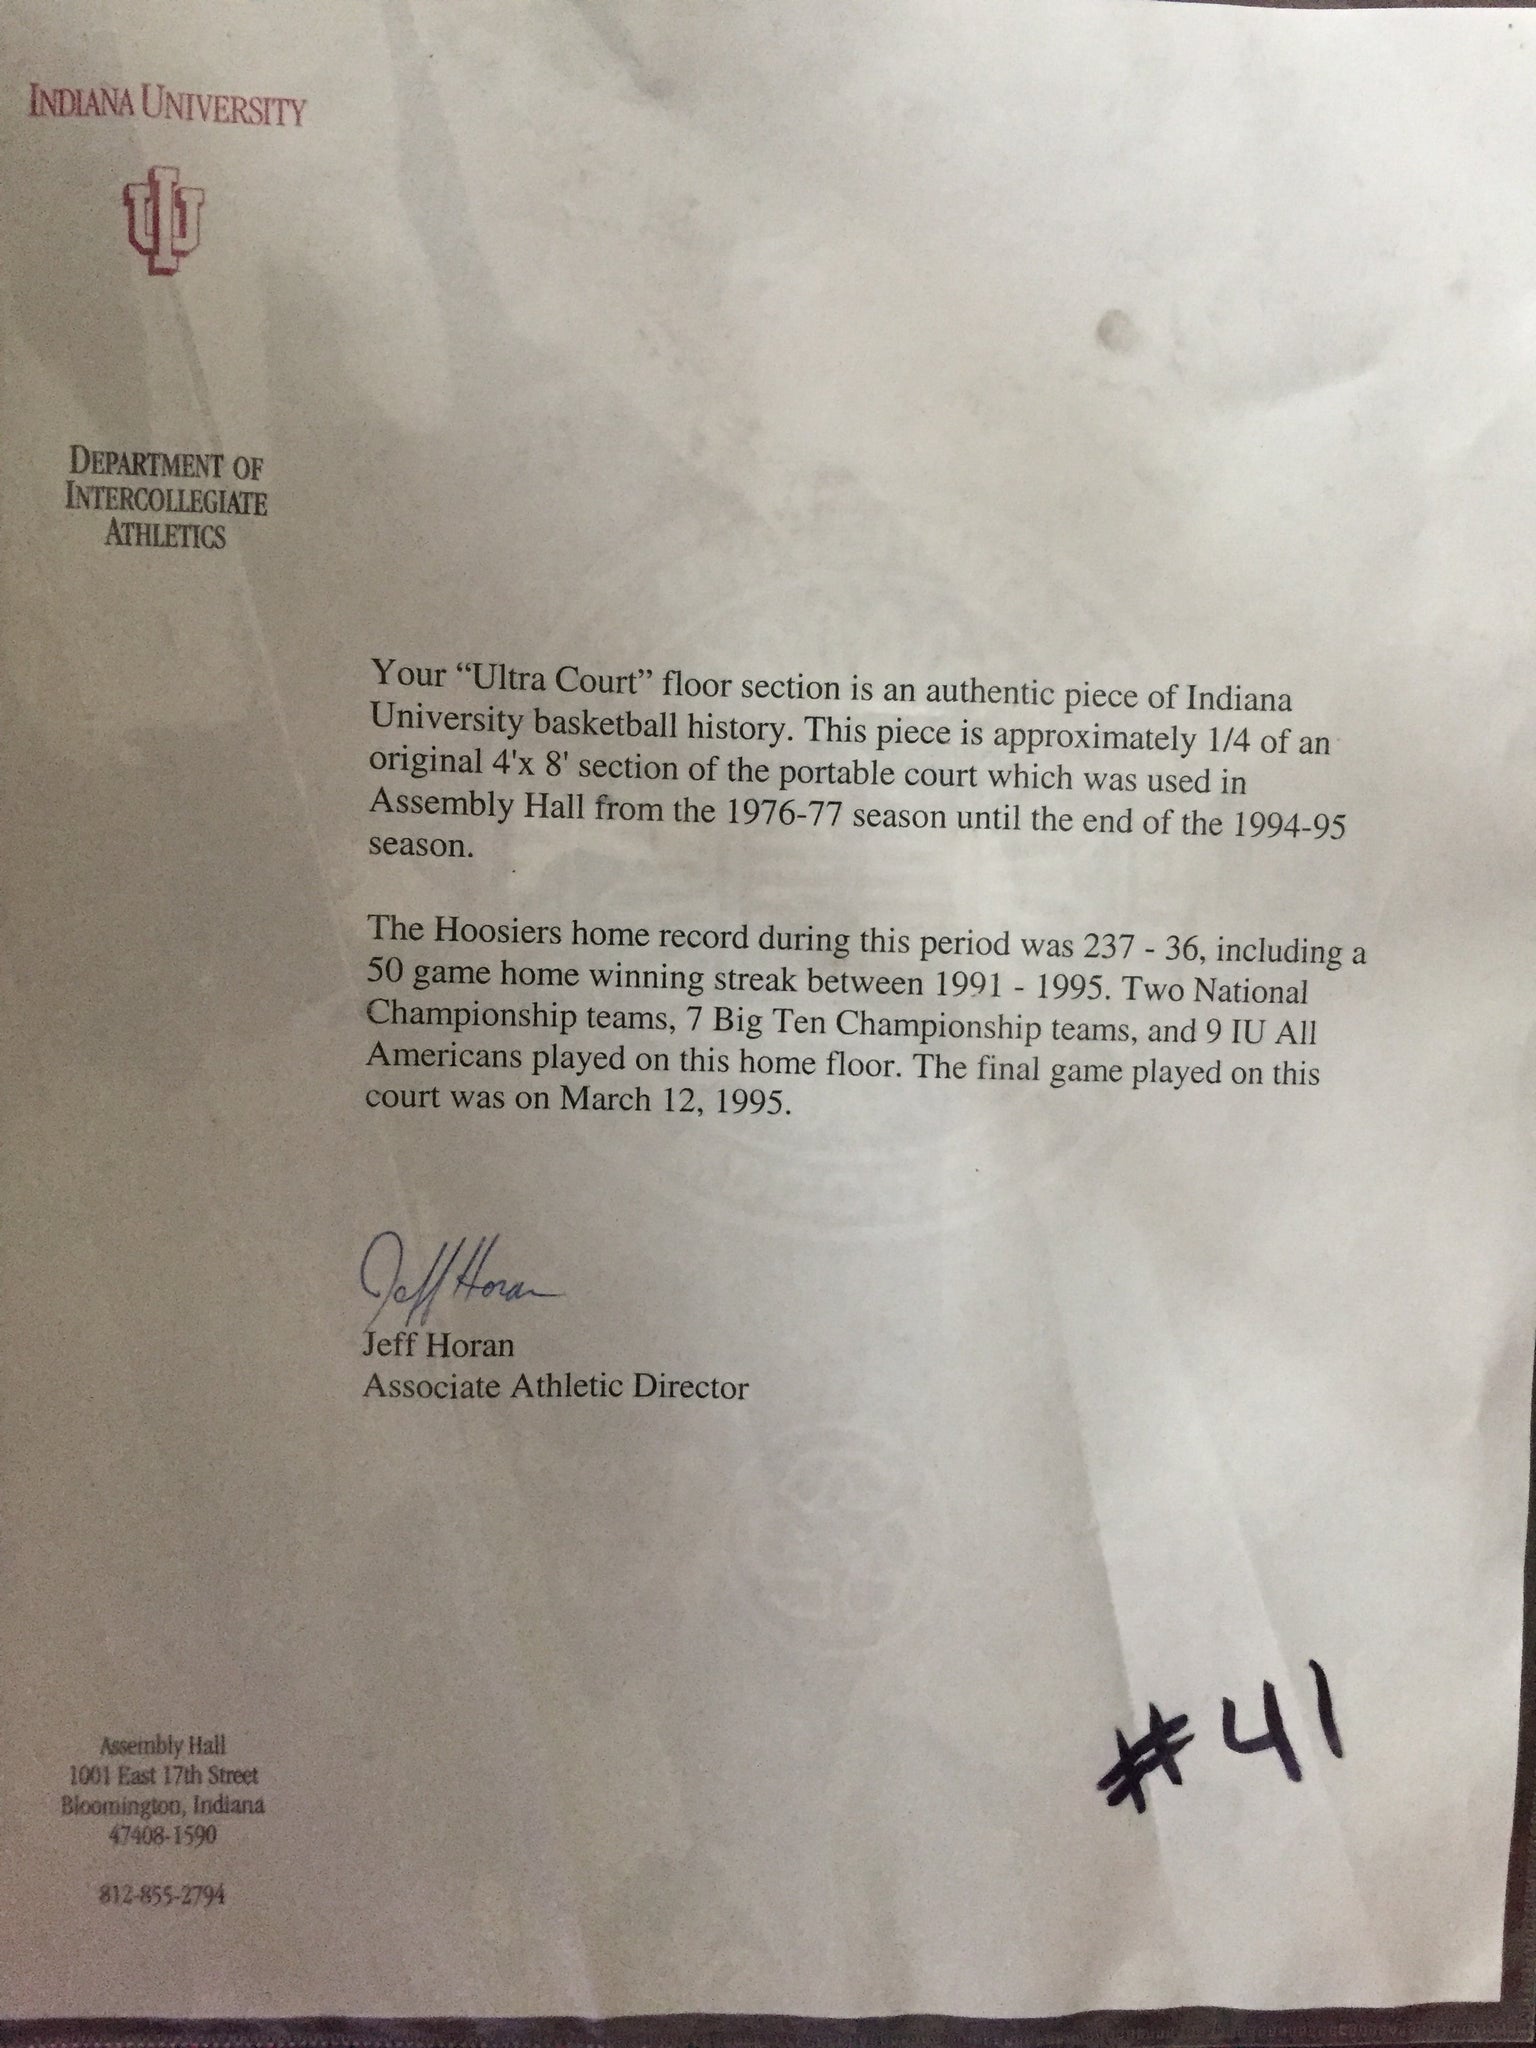 INDIANA UNIVERSITY
IU
DEPARTMENT OF
INTERCOLLEGIATE
ATHLETICS
Your “Ultra Court” floor section is an authentic piece of Indiana
University basketball history. This piece is approximately 1/4 of an
original 4'x 8' section of the portable court which was used in
Assembly Hall from the 1976-77 season until the end of the 1994-95
season.
The Hoosiers home record during this period was 237 - 36, including a
50 game home winning streak between 1991 - 1995. Two National
Championship teams, 7 Big Ten Championship teams, and 9 IU All
Americans played on this home floor. The final game played on this
court was on March 12, 1995.
Jeff Horan
Jeff Horan
Associate Athletic Director
#41
Assembly Hall
1001 East 17th Street
Bloomington, Indiana
47408-1590
812-855-2794